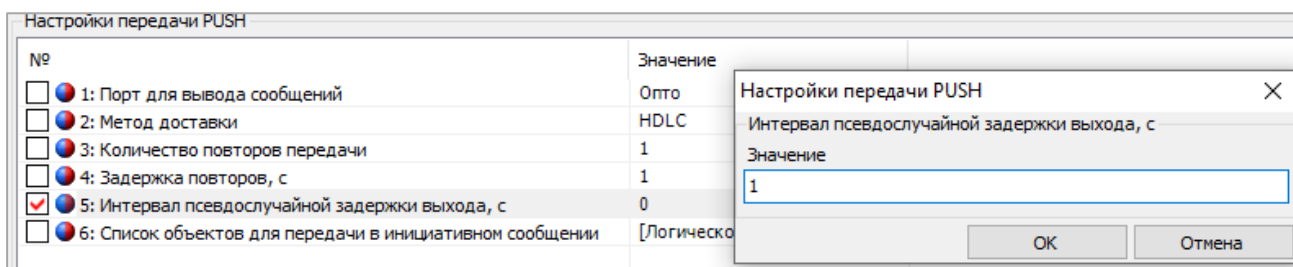 Настройки передачи PUSH
№ Значение
1: Порт для вывода сообщений Опто
2: Метод доставки HDLC
3: Количество повторов передачи 1
4: Задержка повторов, с 1
5: Интервал псевдослучайной задержки выхода, с 0
6: Список объектов для передачи в инициативном сообщении [Логическо
Настройки передачи PUSH
Интервал псевдослучайной задержки выхода, с
Значение
1
ОК Отмена